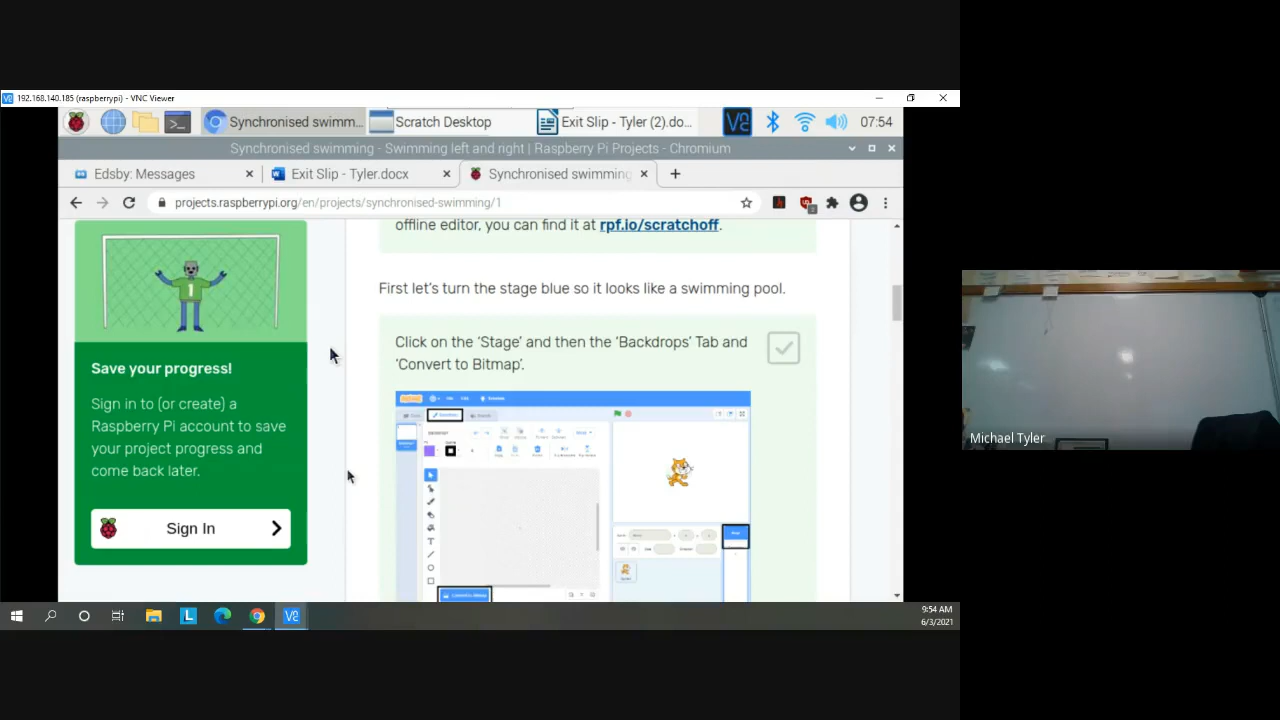 192.168.140.185 (raspberrypi) - VNC Viewer
Synchronised swimm...
Scratch Desktop
Exit Slip - Tyler (2).do...
07:54
Synchronised swimming - Swimming left and right | Raspberry Pi Projects - Chromium
Edsby: Messages
Exit Slip - Tyler.docx
Synchronised swimming
projects.raspberrypi.org/en/projects/synchronised-swimming/1
offline editor, you can find it at rpf.io/scratchoff.
First let's turn the stage blue so it looks like a swimming pool.
Click on the ‘Stage’ and then the ‘Backdrops’ Tab and
‘Convert to Bitmap’.
1
Save your progress!
Sign in to (or create) a
Raspberry Pi account to save
your project progress and
come back later.
Sign In
Michael Tyler
9:54 AM
6/3/2021